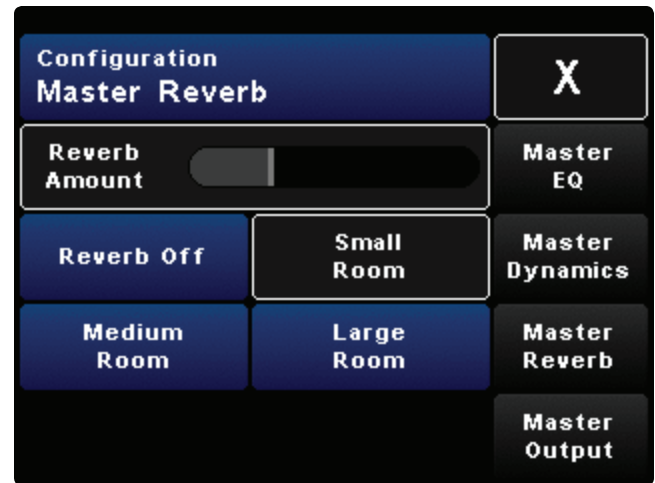 Configuration
Master Reverb
X
Reverb
Amount
Master
EQ
Reverb Off
Small
Room
Master
Dynamics
Medium
Room
Large
Room
Master
Reverb
Master
Output